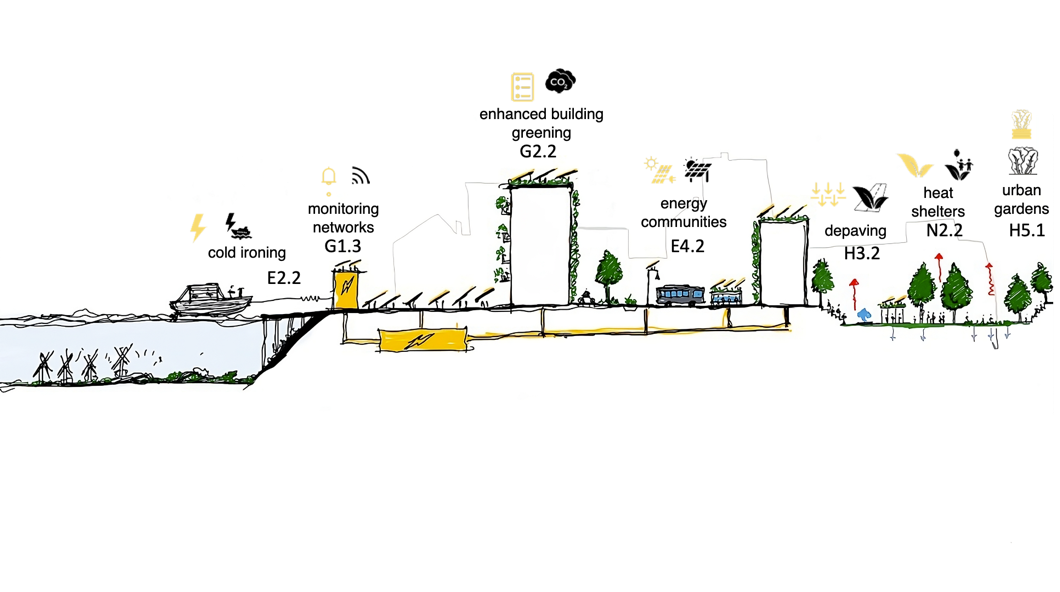 CO2
enhanced building
greening
G2.2
monitoring
networks
G1.3
cold ironing
E2.2
energy
communities
E4.2
depaving
H3.2
heat
shelters
N2.2
urban
gardens
H5.1